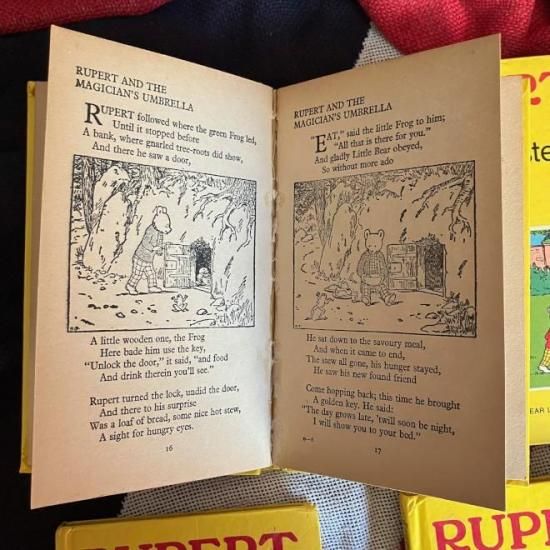 RUPERT AND THE
MAGICIAN'S UMBRELLA
RUPERT followed where the green Frog led,
Until it stopped before
A bank, where gnarled tree-roots did show,
And there he saw a door,
A little wooden one, the Frog
Here bade him use the key,
"Unlock the door," it said, "and food
And drink therein you'll see."
Rupert turned the lock, undid the door,
And there to his surprise
Was a loaf of bread, some nice hot stew,
A sight for hungry eyes.
16
RUPERT AND THE
MAGICIAN'S UMBRELLA
"EAT," said the little Frog to him;
"All that is there for you."
And gladly Little Bear obeyed,
So without more ado
He sat down to the savoury meal,
And when it came to end,
The stew all gone, his hunger stayed,
He saw his new found friend
Come hopping back; this time he brought
A golden key. He said:
"The day grows late, 'twill soon be night,
I will show you to your bed."
17
RUPERT
RUP